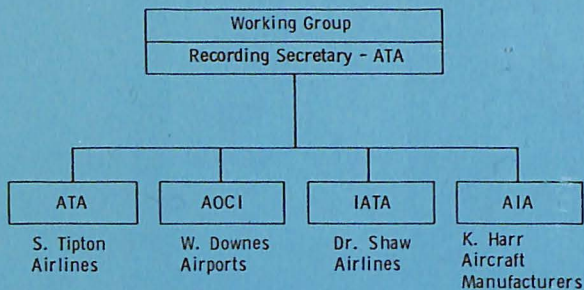 Working Group
Recording Secretary - ATA
ATA
AOCI
IATA
AIA
S. Tipton
Airlines
W. Downes
Airports
Dr. Shaw
Airlines
K. Harr
Aircraft
Manufacturers